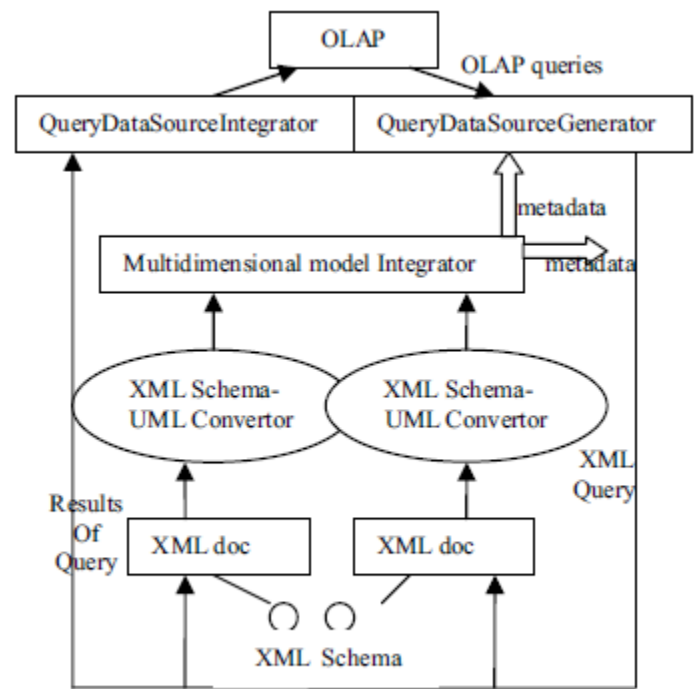 OLAP
OLAP queries
QueryDataSourceIntegrator
QueryDataSourceGenerator
metadata
Multidimensional model Integrator
metadata
XML Schema-
UML Convertor
XML Schema-
UML Convertor
XML
Query
Results
Of
Query
XML doc
XML doc
XML Schema